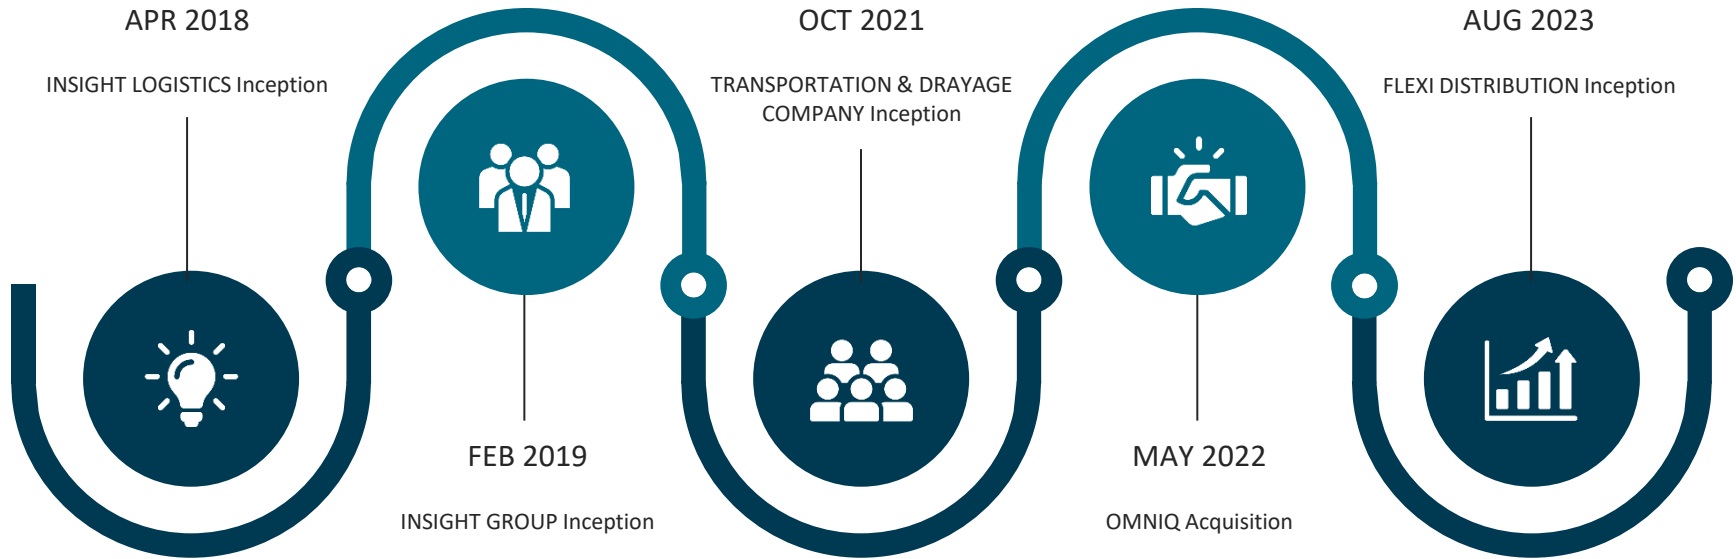 APR 2018
INSIGHT LOGISTICS Inception
FEB 2019
INSIGHT GROUP Inception
OCT 2021
TRANSPORTATION & DRAYAGE
COMPANY Inception
MAY 2022
OMNIQ Acquisition
AUG 2023
FLEXI DISTRIBUTION Inception